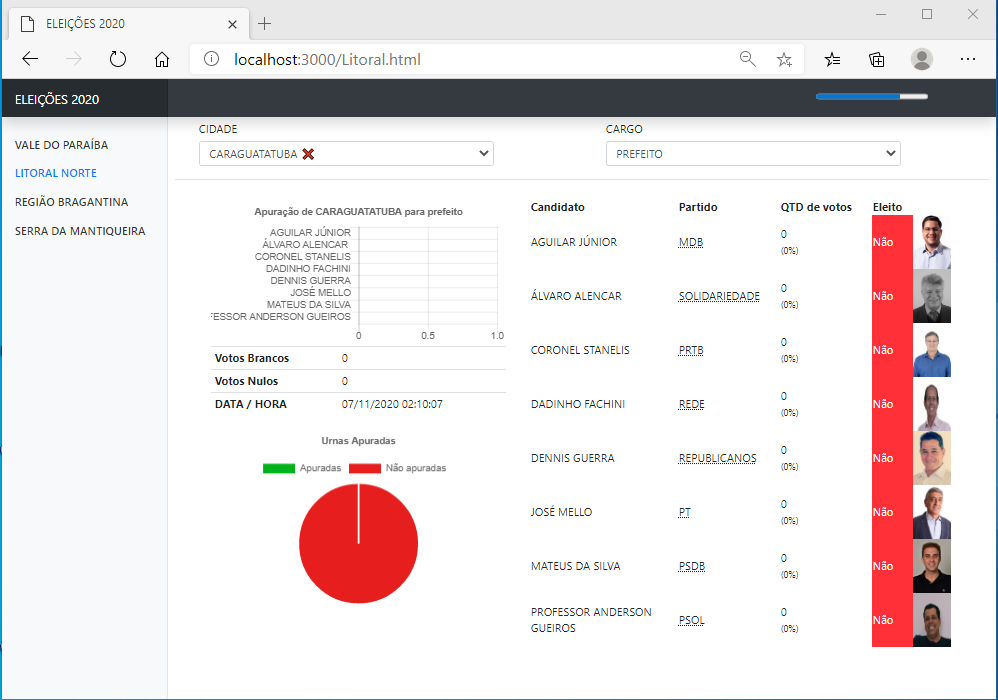 ELEIÇÕES 2020
localhost:3000/Litoral.html
ELEIÇÕES 2020
VALE DO PARAÍBA
LITORAL NORTE
REGIÃO BRAGANTINA
SERRA DA MANTIQUEIRA
CIDADE
CARAGUATATUBA ❌
CARGO
PREFEITO
Apuração de CARAGUATATUBA para prefeito
AGUILAR JÚNIOR
ÁLVARO ALENCAR
CORONEL STANELIS
DADINHO FACHINI
DENNIS GUERRA
JOSÉ MELLO
MATEUS DA SILVA
FESSOR ANDERSON GUEIROS
0 0.5 1.0
Votos Brancos 0
Votos Nulos 0
DATA / HORA 07/11/2020 02:10:07
Urnas Apuradas
Apuradas Não apuradas
Candidato Partido QTD de votos Eleito
AGUILAR JÚNIOR MDB 0 (0%) Não
ÁLVARO ALENCAR SOLIDARIEDADE 0 (0%) Não
CORONEL STANELIS PRTB 0 (0%) Não
DADINHO FACHINI REDE 0 (0%) Não
DENNIS GUERRA REPUBLICANOS 0 (0%) Não
JOSÉ MELLO PT 0 (0%) Não
MATEUS DA SILVA PSDB 0 (0%) Não
PROFESSOR ANDERSON
GUEIROS PSOL 0 (0%) Não